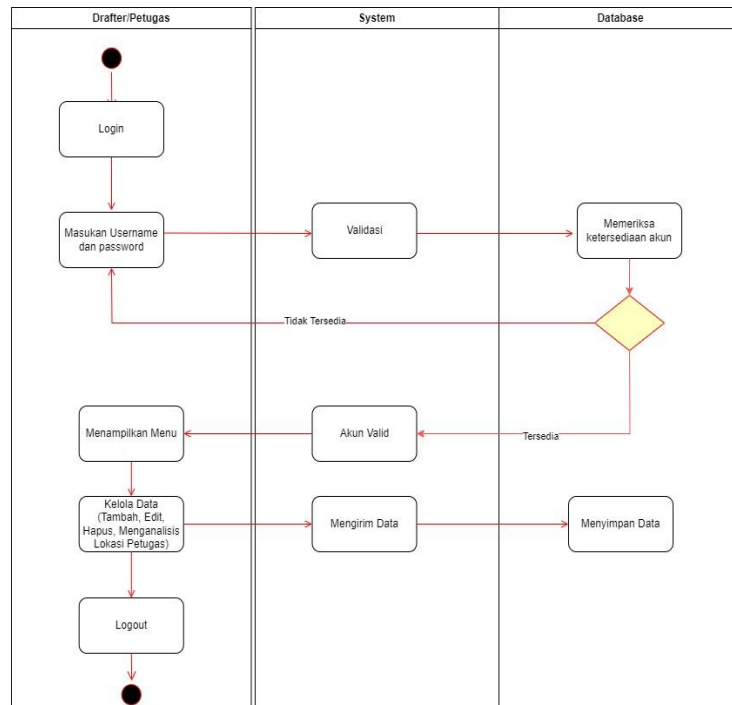 Drafter/Petugas
System
Database
Login
Masukan Username
dan password
Validasi
Memeriksa
ketersediaan akun
Tidak Tersedia
Tersedia
Menampilkan Menu
Akun Valid
Kelola Data
(Tambah, Edit,
Hapus, Menganalisis
Lokasi Petugas)
Mengirim Data
Menyimpan Data
Logout